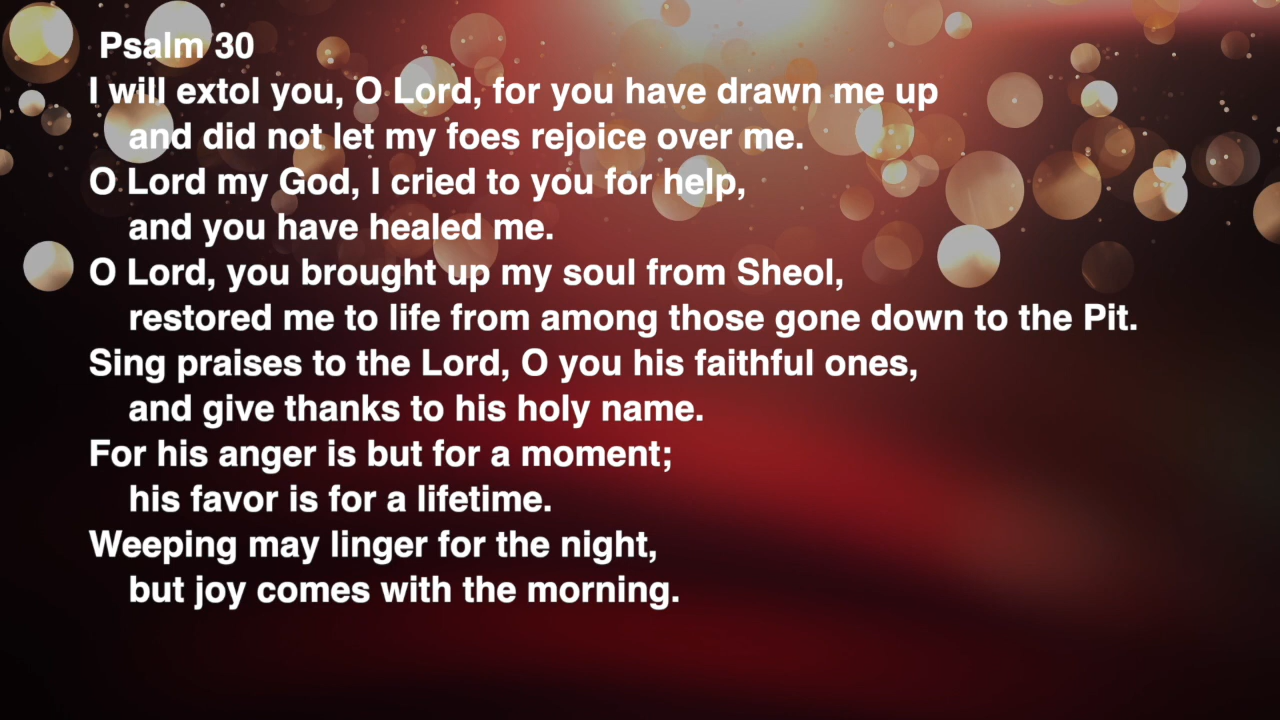 Psalm 30
I will extol you, O Lord, for you have drawn me up
and did not let my foes rejoice over me.
O Lord my God, I cried to you for help,
and you have healed me.
O Lord, you brought up my soul from Sheol,
restored me to life from among those gone down to the Pit.
Sing praises to the Lord, O you his faithful ones,
and give thanks to his holy name.
For his anger is but for a moment;
his favor is for a lifetime.
Weeping may linger for the night,
but joy comes with the morning.